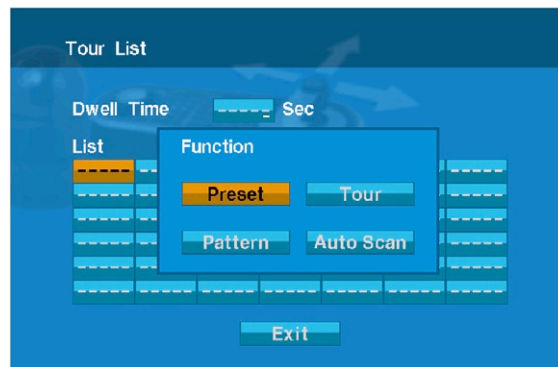 Tour List
Dwell Time -----  Sec
List
Function
Preset Tour
Pattern Auto Scan
Exit